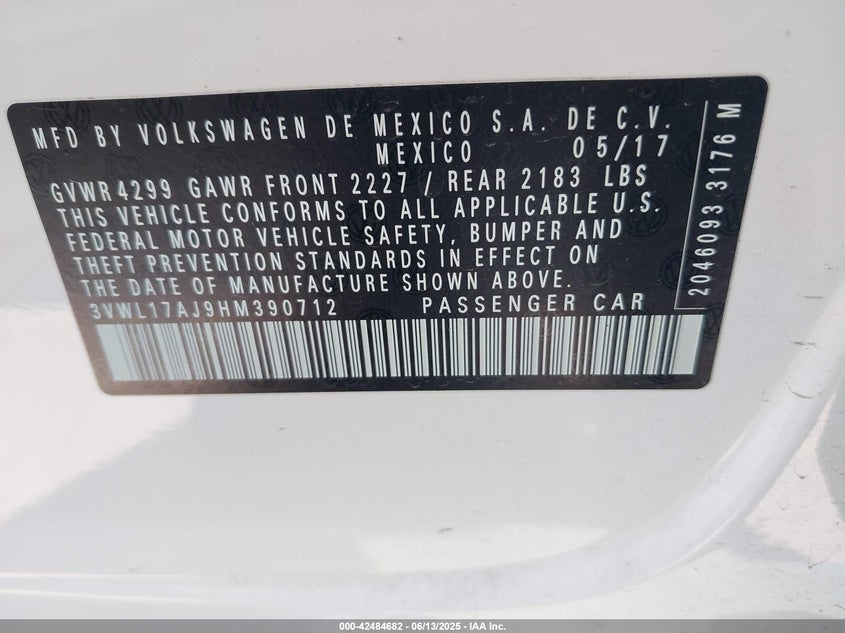 MFD BY VOLKSWAGEN DE MEXICO S.A. DE C.V.
MEXICO 05/17
GVWR 4299 GAWR FRONT 2227 / REAR 2183 LBS
THIS VEHICLE CONFORMS TO ALL APPLICABLE U.S.
FEDERAL MOTOR VEHICLE SAFETY, BUMPER AND
THEFT PREVENTION STANDARDS IN EFFECT ON
THE DATE OF MANUFACTURE SHOWN ABOVE.
3VWL17AJ9HM390712 PASSENGER CAR
2046093 3176 M
000-42484682 - 06/13/2025 - IAA Inc.